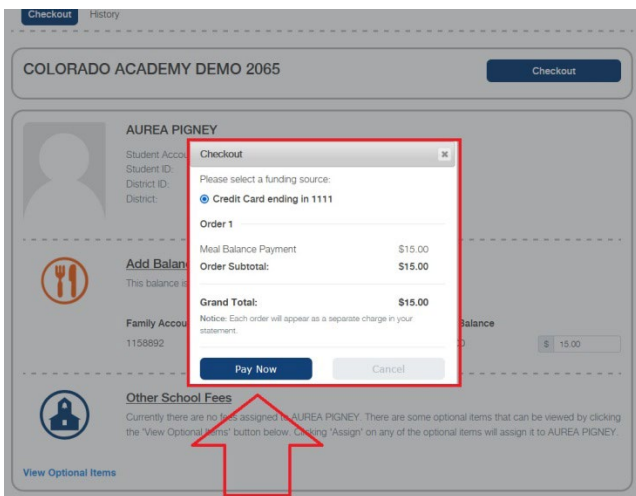 Checkout History
COLORADO ACADEMY DEMO 2065
Checkout
AUREA PIGNEY
Student Accou
Student ID:
District ID:
District:
Checkout
Please select a funding source:
Credit Card ending in 1111
Order 1
Meal Balance Payment $15.00
Order Subtotal: $15.00
Grand Total: $15.00
Notice: Each order will appear as a separate charge in your
statement.
Pay Now Cancel
Add Balan
This balance is
Family Accou Balance
1158892 $ 15.00
Other School Fees
Currently there are no fees assigned to AUREA PIGNEY. There are some optional items that can be viewed by clicking
the "View Optional Items" button below. Clicking "Assign" on any of the optional items will assign it to AUREA PIGNEY.
View Optional Items